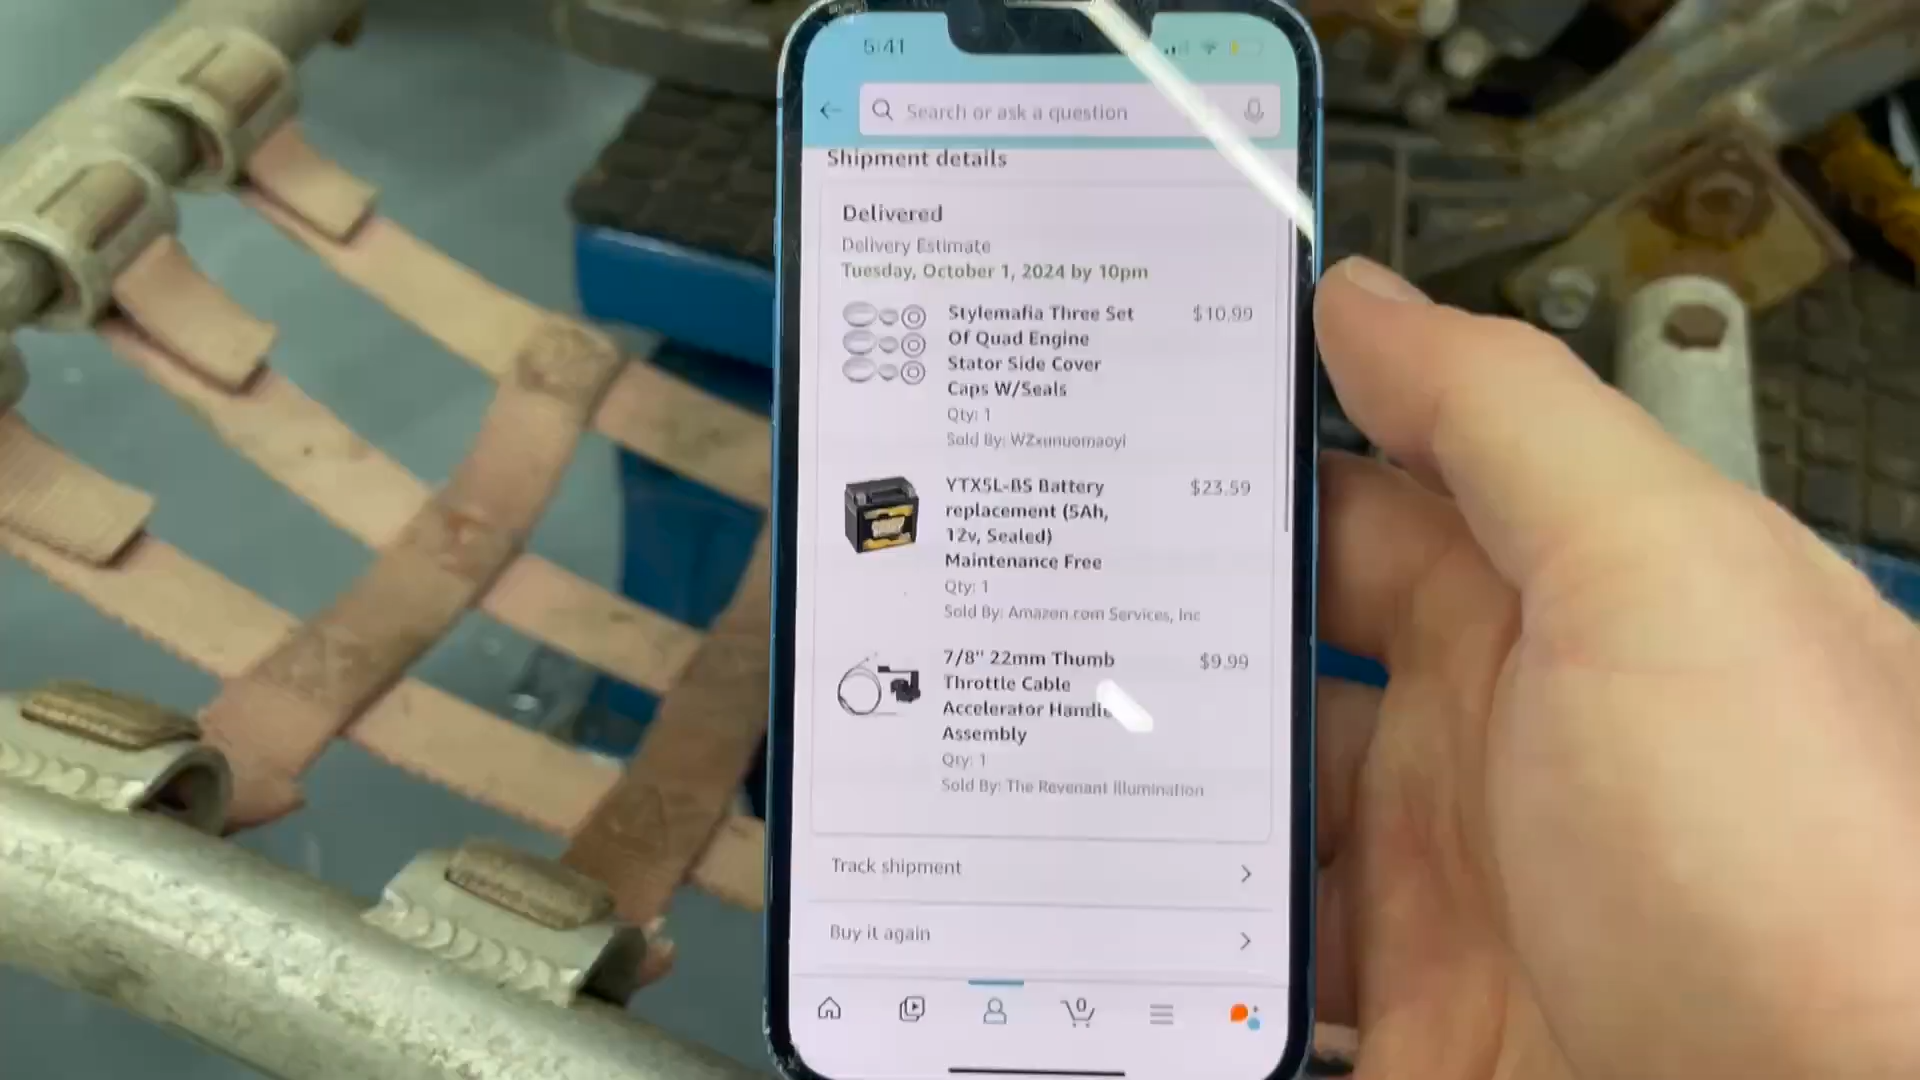 5:41
Search or ask a question
Shipment details
Delivered
Delivery Estimate
Tuesday, October 1, 2024 by 10pm
Stylemafia Three Set $10.99
Of Quad Engine
Stator Side Cover
Caps W/Seals
Qty: 1
Sold By: WZxunuomaoyi
YTX5L-BS Battery $23.59
replacement (5Ah,
12v, Sealed)
Maintenance Free
Qty: 1
Sold By: Amazon.com Services, Inc
7/8" 22mm Thumb $9.99
Throttle Cable
Accelerator Handle
Assembly
Qty: 1
Sold By: The Revenant Illumination
Track shipment
Buy it again
0